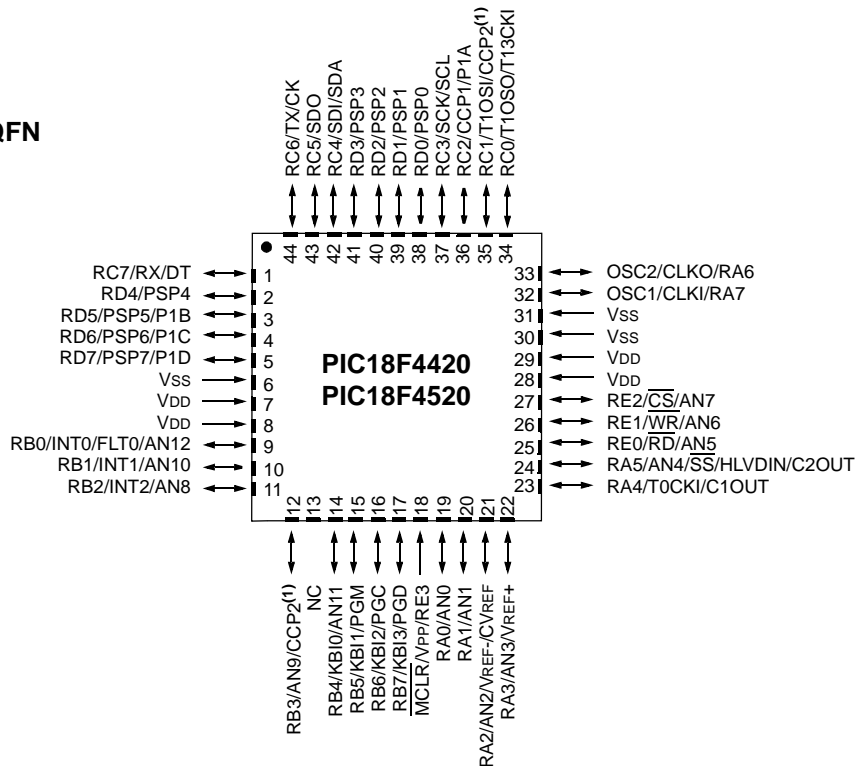 QFN
RC6/TX/CK
RC5/SDO
RC4/SDI/SDA
RD3/PSP3
RD2/PSP2
RD1/PSP1
RD0/PSP0
RC3/SCK/SCL
RC2/CCP1/P1A
RC1/T1OSI/CCP2(1)
RC0/T1OSO/T13CKI
44 43 42 41 40 39 38 37 36 35 34
RC7/RX/DT 1
RD4/PSP4 2
RD5/PSP5/P1B 3
RD6/PSP6/P1C 4
RD7/PSP7/P1D 5
VSS 6
VDD 7
VDD 8
RB0/INT0/FLT0/AN12 9
RB1/INT1/AN10 10
RB2/INT2/AN8 11
PIC18F4420
PIC18F4520
33 OSC2/CLKO/RA6
32 OSC1/CLKI/RA7
31 VSS
30 VSS
29 VDD
28 VDD
27 RE2/CS/AN7
26 RE1/WR/AN6
25 RE0/RD/AN5
24 RA5/AN4/SS/HLVDIN/C2OUT
23 RA4/T0CKI/C1OUT
12 13 14 15 16 17 18 19 20 21 22
RB3/AN9/CCP2(1)
NC
RB4/KBI0/AN11
RB5/KBI1/PGM
RB6/KBI2/PGC
RB7/KBI3/PGD
MCLR/VPP/RE3
RA0/AN0
RA1/AN1
RA2/AN2/VREF-/CVREF
RA3/AN3/VREF+